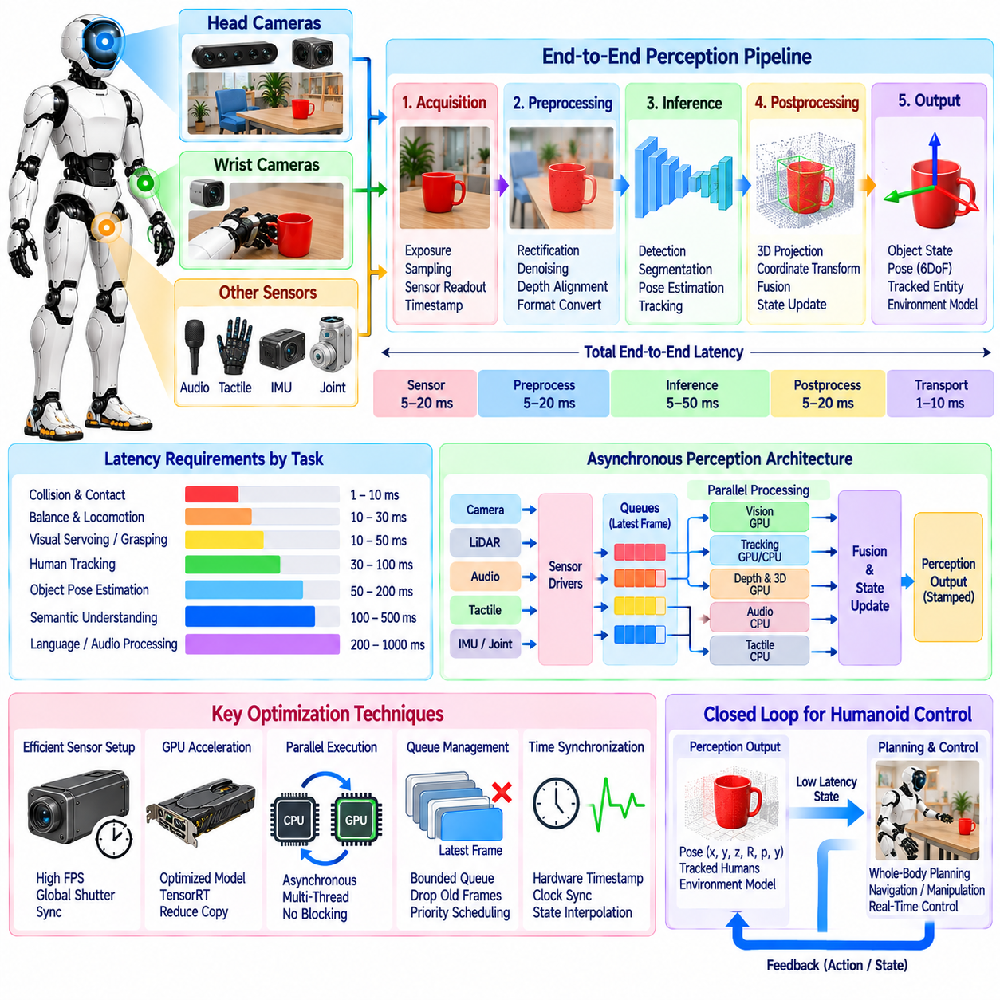 Head Cameras
Wrist Cameras
Other Sensors
Audio
Tactile
IMU
Joint
End-to-End Perception Pipeline
1. Acquisition
Exposure
Sampling
Sensor Readout
Timestamp
2. Preprocessing
Rectification
Denoising
Depth Alignment
Format Convert
3. Inference
Detection
Segmentation
Pose Estimation
Tracking
4. Postprocessing
3D Projection
Coordinate Transform
Fusion
State Update
5. Output
Object State
Pose (6DoF)
Tracked Entity
Environment Model
Total End-to-End Latency
Sensor
5–20 ms
Preprocess
5–20 ms
Inference
5–50 ms
Postprocess
5–20 ms
Transport
1–10 ms
Latency Requirements by Task
Collision & Contact
1 – 10 ms
Balance & Locomotion
10 – 30 ms
Visual Servoing / Grasping
10 – 50 ms
Human Tracking
30 – 100 ms
Object Pose Estimation
50 – 200 ms
Semantic Understanding
100 – 500 ms
Language / Audio Processing
200 – 1000 ms
Asynchronous Perception Architecture
Camera
LiDAR
Audio
Tactile
IMU / Joint
Sensor
Drivers
Queues
(Latest Frame)
Parallel Processing
Vision
GPU
Tracking
GPU/CPU
Depth & 3D
GPU
Audio
CPU
Tactile
CPU
Fusion
&
State
Update
Perception
Output
(Stamped)
Key Optimization Techniques
Efficient Sensor Setup
High FPS
Global Shutter
Sync
GPU Acceleration
Optimized Model
TensorRT
Reduce Copy
Parallel Execution
CPU
GPU
Asynchronous
Multi-Thread
No Blocking
Queue Management
Latest Frame
Bounded Queue
Drop Old Frames
Priority Scheduling
Time Synchronization
Hardware Timestamp
Clock Sync
State Interpolation
Closed Loop for Humanoid Control
Perception Output
Pose (x, y, z, R, p, y)
Tracked Humans
Environment Model
Low Latency
State
Planning & Control
Whole-Body Planning
Navigation / Manipulation
Real-Time Control
Feedback (Action / State)